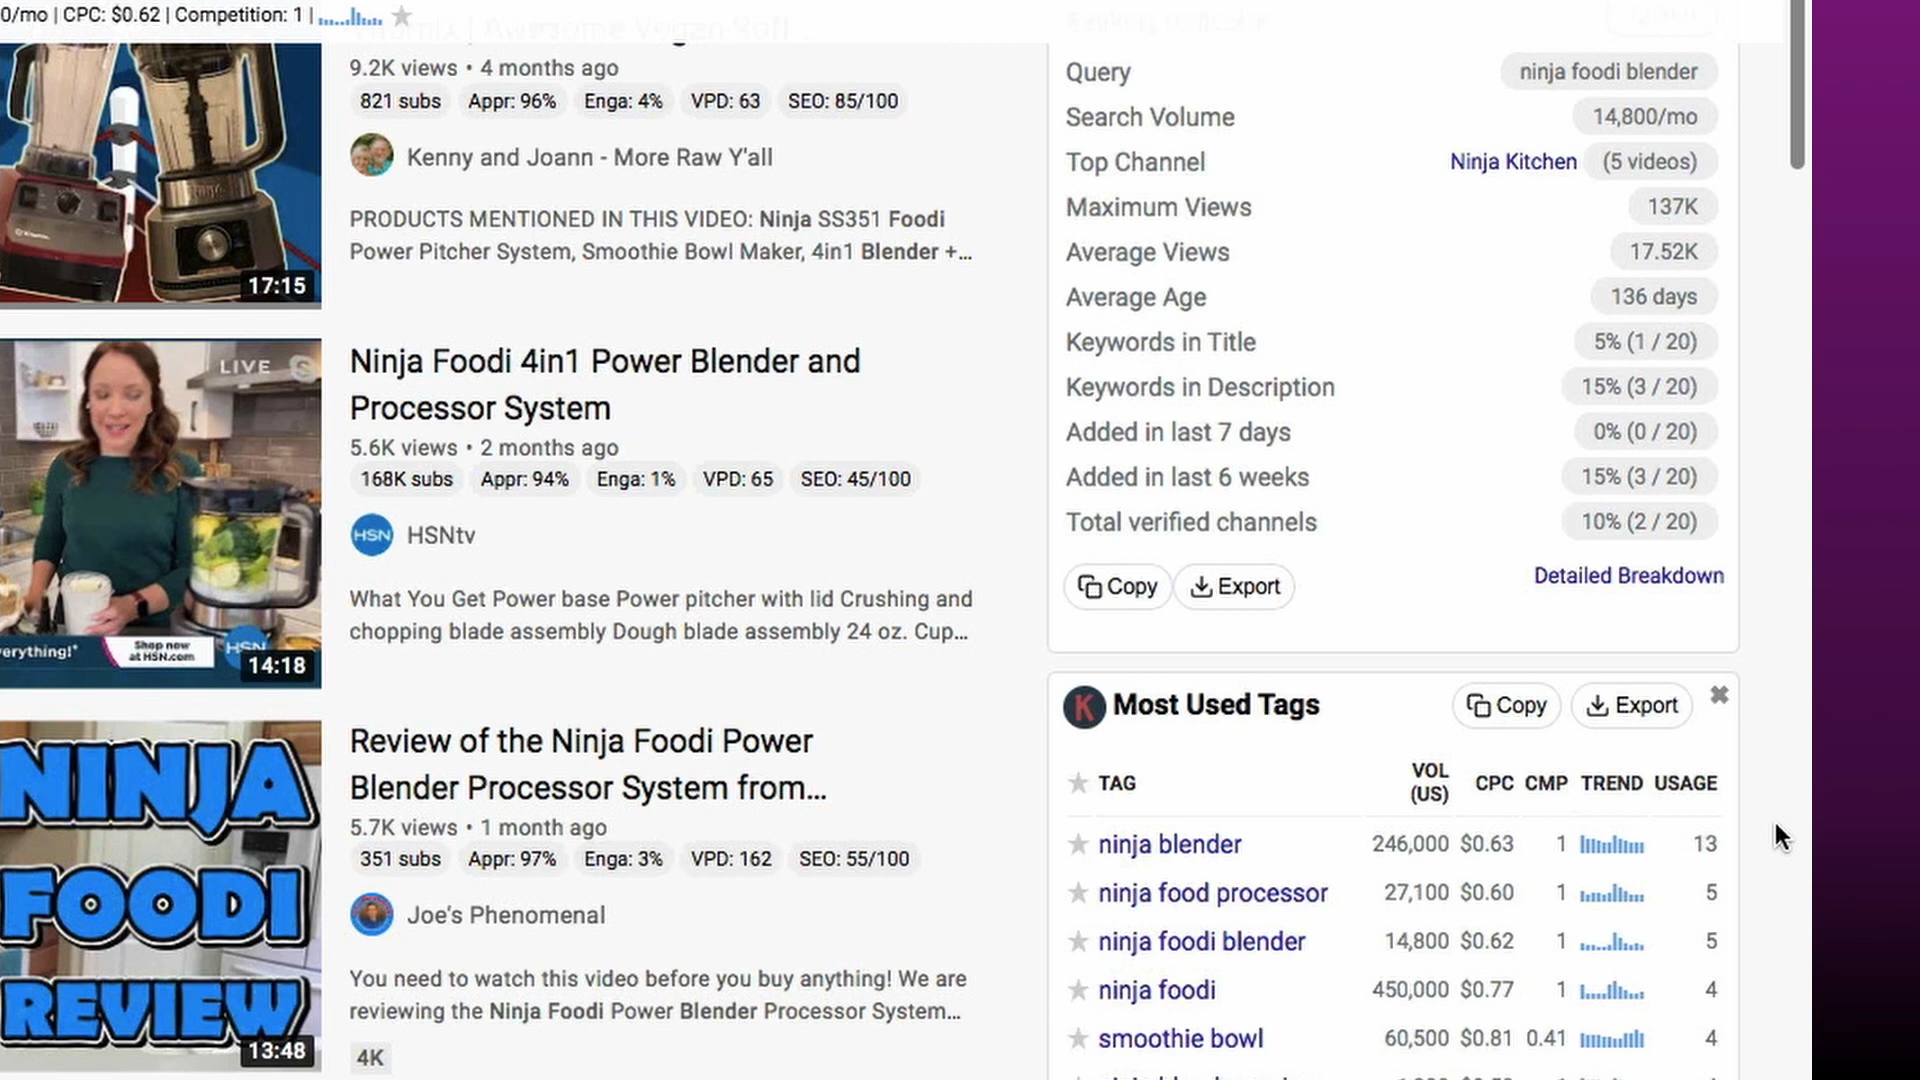 0/mo | CPC: $0.62 | Competition: 1 |
9.2K views • 4 months ago
821 subs Appr: 96% Enga: 4% VPD: 63 SEO: 85/100
Kenny and Joann - More Raw Y'all
PRODUCTS MENTIONED IN THIS VIDEO: Ninja SS351 Foodi
Power Pitcher System, Smoothie Bowl Maker, 4in1 Blender +...
17:15
LIVE
Ninja Foodi 4in1 Power Blender and
Processor System
5.6K views • 2 months ago
168K subs Appr: 94% Enga: 1% VPD: 65 SEO: 45/100
HSN HSNtv
What You Get Power base Power pitcher with lid Crushing and
chopping blade assembly Dough blade assembly 24 oz. Cup...
erything!*
Shop now
at HSN.com
HSN
14:18
NINJA
FOODI
REVIEW
13:48
Review of the Ninja Foodi Power
Blender Processor System from...
5.7K views • 1 month ago
351 subs Appr: 97% Enga: 3% VPD: 162 SEO: 55/100
Joe's Phenomenal
You need to watch this video before you buy anything! We are
reviewing the Ninja Foodi Power Blender Processor System...
4K
Query ninja foodi blender
Search Volume 14,800/mo
Top Channel Ninja Kitchen (5 videos)
Maximum Views 137K
Average Views 17.52K
Average Age 136 days
Keywords in Title 5% (1 / 20)
Keywords in Description 15% (3 / 20)
Added in last 7 days 0% (0 / 20)
Added in last 6 weeks 15% (3 / 20)
Total verified channels 10% (2 / 20)
Copy Export Detailed Breakdown
K Most Used Tags Copy Export
TAG VOL (US) CPC CMP TREND USAGE
ninja blender 246,000 $0.63 1 13
ninja food processor 27,100 $0.60 1 5
ninja foodi blender 14,800 $0.62 1 5
ninja foodi 450,000 $0.77 1 4
smoothie bowl 60,500 $0.81 0.41 4